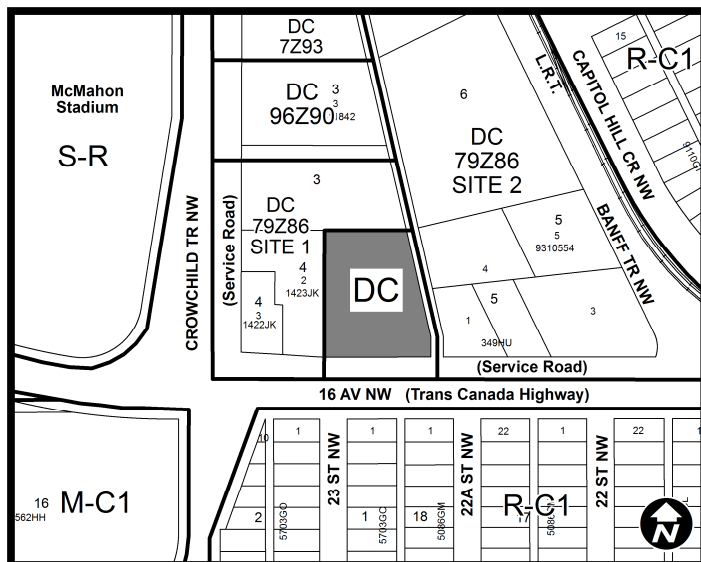 DC
7Z93
15
R-C1
McMahon
Stadium
S-R
DC
3
3
96Z90
1842
6
L.R.T.
CAPITOL HILL CR NW
DC
79Z86
SITE 2
3
CROWCHILD TR NW
(Service Road)
DC
79Z86
SITE 1
5
5
9310554
BANFF TR NW
4
4
2
1423JK
DC
4
3
1422JK
5
1
349HU
3
(Service Road)
16 AV NW (Trans Canada Highway)
10
1
1
1
22
1
22
1
23 ST NW
22A ST NW
22 ST NW
16
562HH
M-C1
2
5703GO
1
18
5086GM
R-C1
N